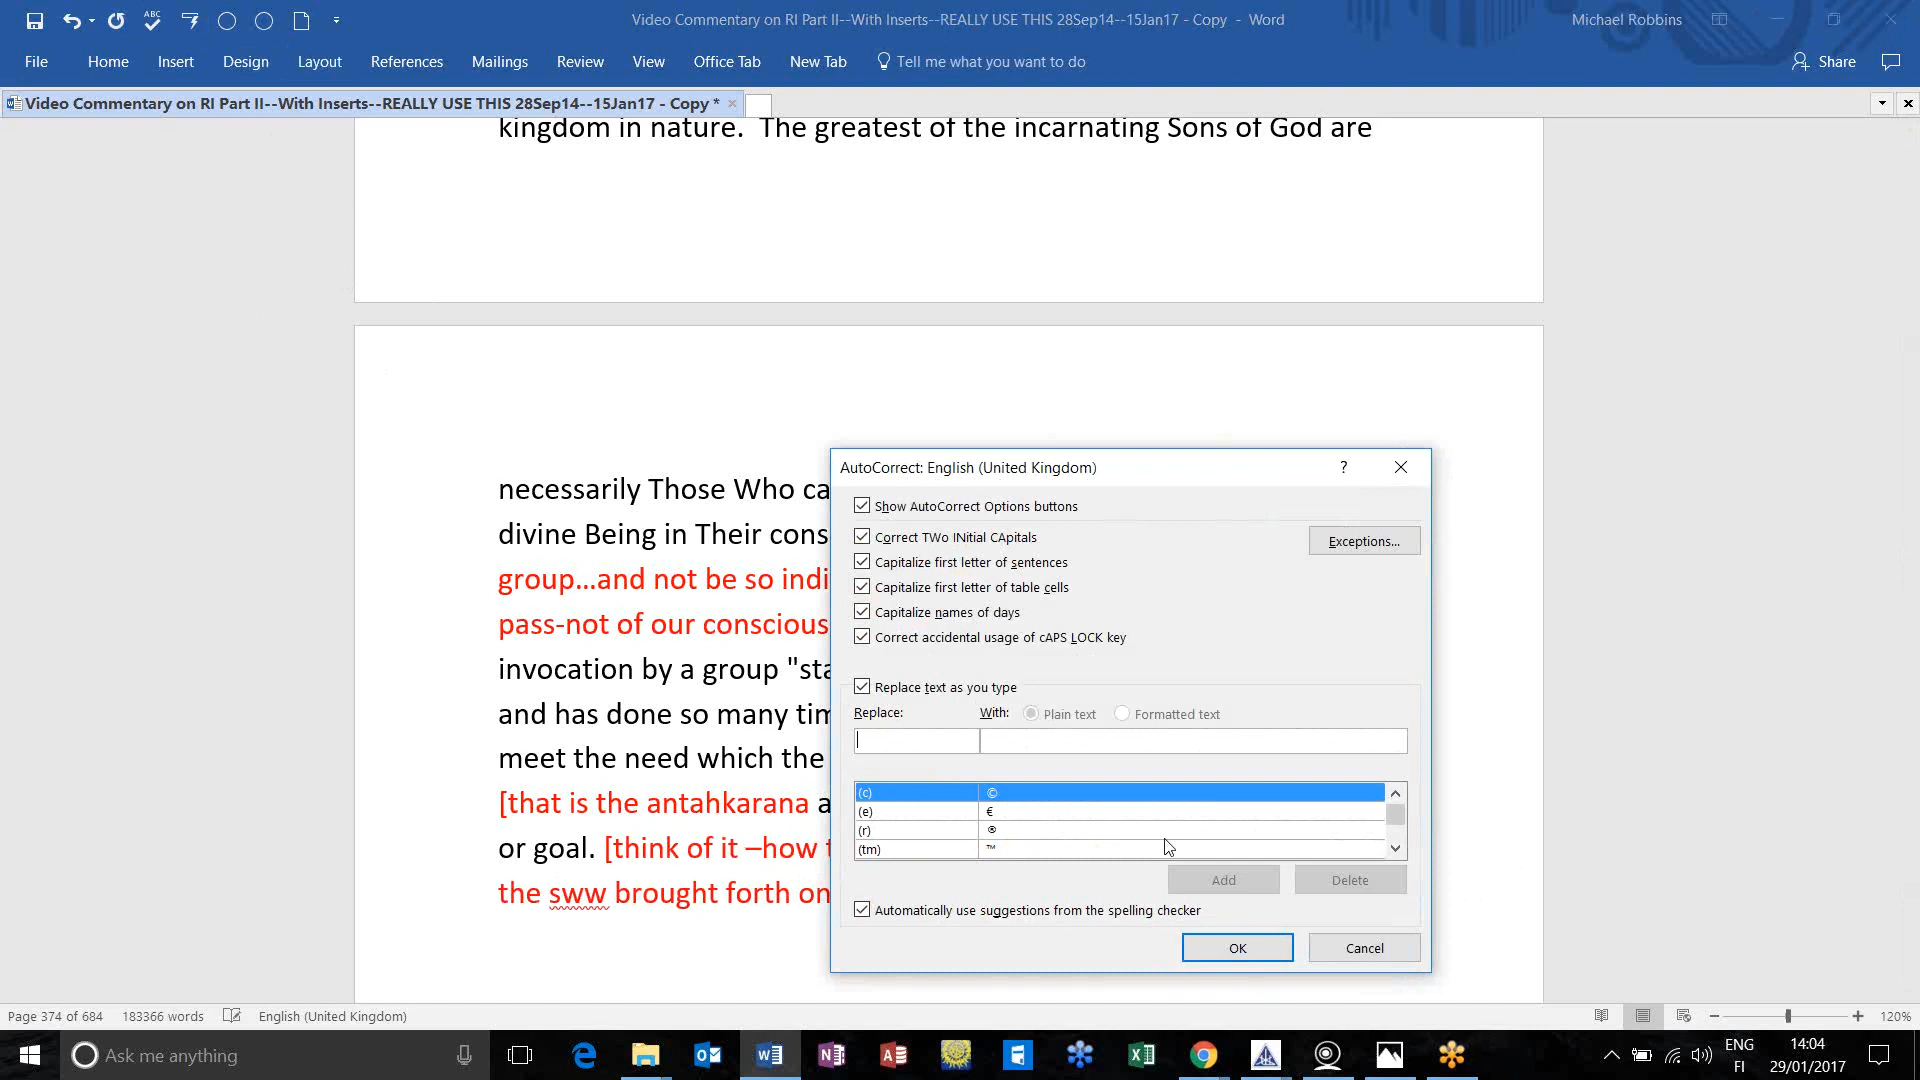 ABC
Video Commentary on RI Part II--With Inserts--REALLY USE THIS 28Sep14--15Jan17 - Copy - Word
Michael Robbins
File Home Insert Design Layout References Mailings Review View Office Tab New Tab Tell me what you want to do Share
Video Commentary on RI Part II--With Inserts--REALLY USE THIS 28Sep14--15Jan17 - Copy *
kingdom in nature. The greatest of the incarnating Sons of God are
necessarily Those Who ca
divine Being in Their cons
group...and not be so indi
pass-not of our conscious
invocation by a group "sta
and has done so many tim
meet the need which the
[that is the antahkarana a
or goal. [think of it –how t
the sww brought forth on
AutoCorrect: English (United Kingdom) ?
Show AutoCorrect Options buttons
Correct TWo INitial CApitals
Exceptions...
Capitalize first letter of sentences
Capitalize first letter of table cells
Capitalize names of days
Correct accidental usage of cAPS LOCK key
Replace text as you type
Replace: With: Plain text Formatted text
(c) ©
(e) €
(r) ®
(tm) ™
Add Delete
Automatically use suggestions from the spelling checker
OK Cancel
Page 374 of 684 183366 words English (United Kingdom) 120%
Ask me anything
ENG
FI
14:04
29/01/2017